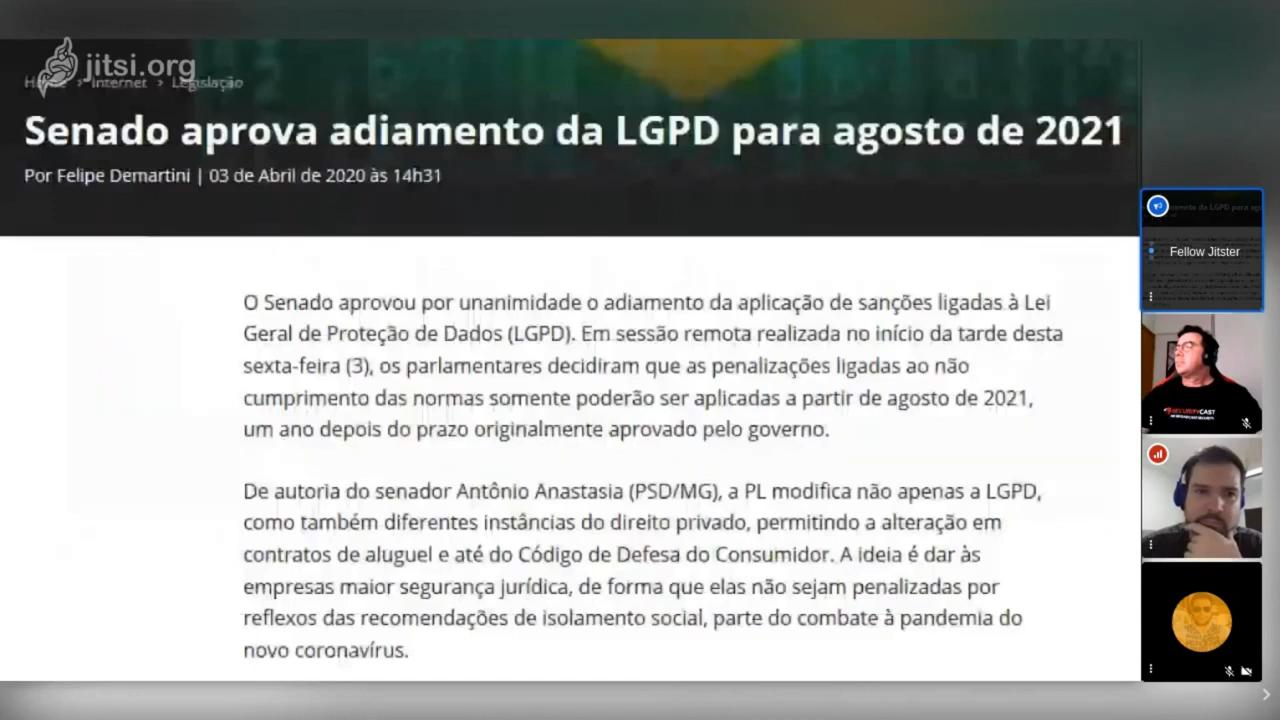 jitsi.org
Home > Internet > Legislação
Senado aprova adiamento da LGPD para agosto de 2021
Por Felipe Demartini | 03 de Abril de 2020 às 14h31
O Senado aprovou por unanimidade o adiamento da aplicação de sanções ligadas à Lei
Geral de Proteção de Dados (LGPD). Em sessão remota realizada no início da tarde desta
sexta-feira (3), os parlamentares decidiram que as penalizações ligadas ao não
cumprimento das normas somente poderão ser aplicadas a partir de agosto de 2021,
um ano depois do prazo originalmente aprovado pelo governo.
De autoria do senador Antônio Anastasia (PSD/MG), a PL modifica não apenas a LGPD,
como também diferentes instâncias do direito privado, permitindo a alteração em
contratos de aluguel e até do Código de Defesa do Consumidor. A ideia é dar às
empresas maior segurança jurídica, de forma que elas não sejam penalizadas por
reflexos das recomendações de isolamento social, parte do combate à pandemia do
novo coronavírus.
Fellow Jitster
SECURITYCAST